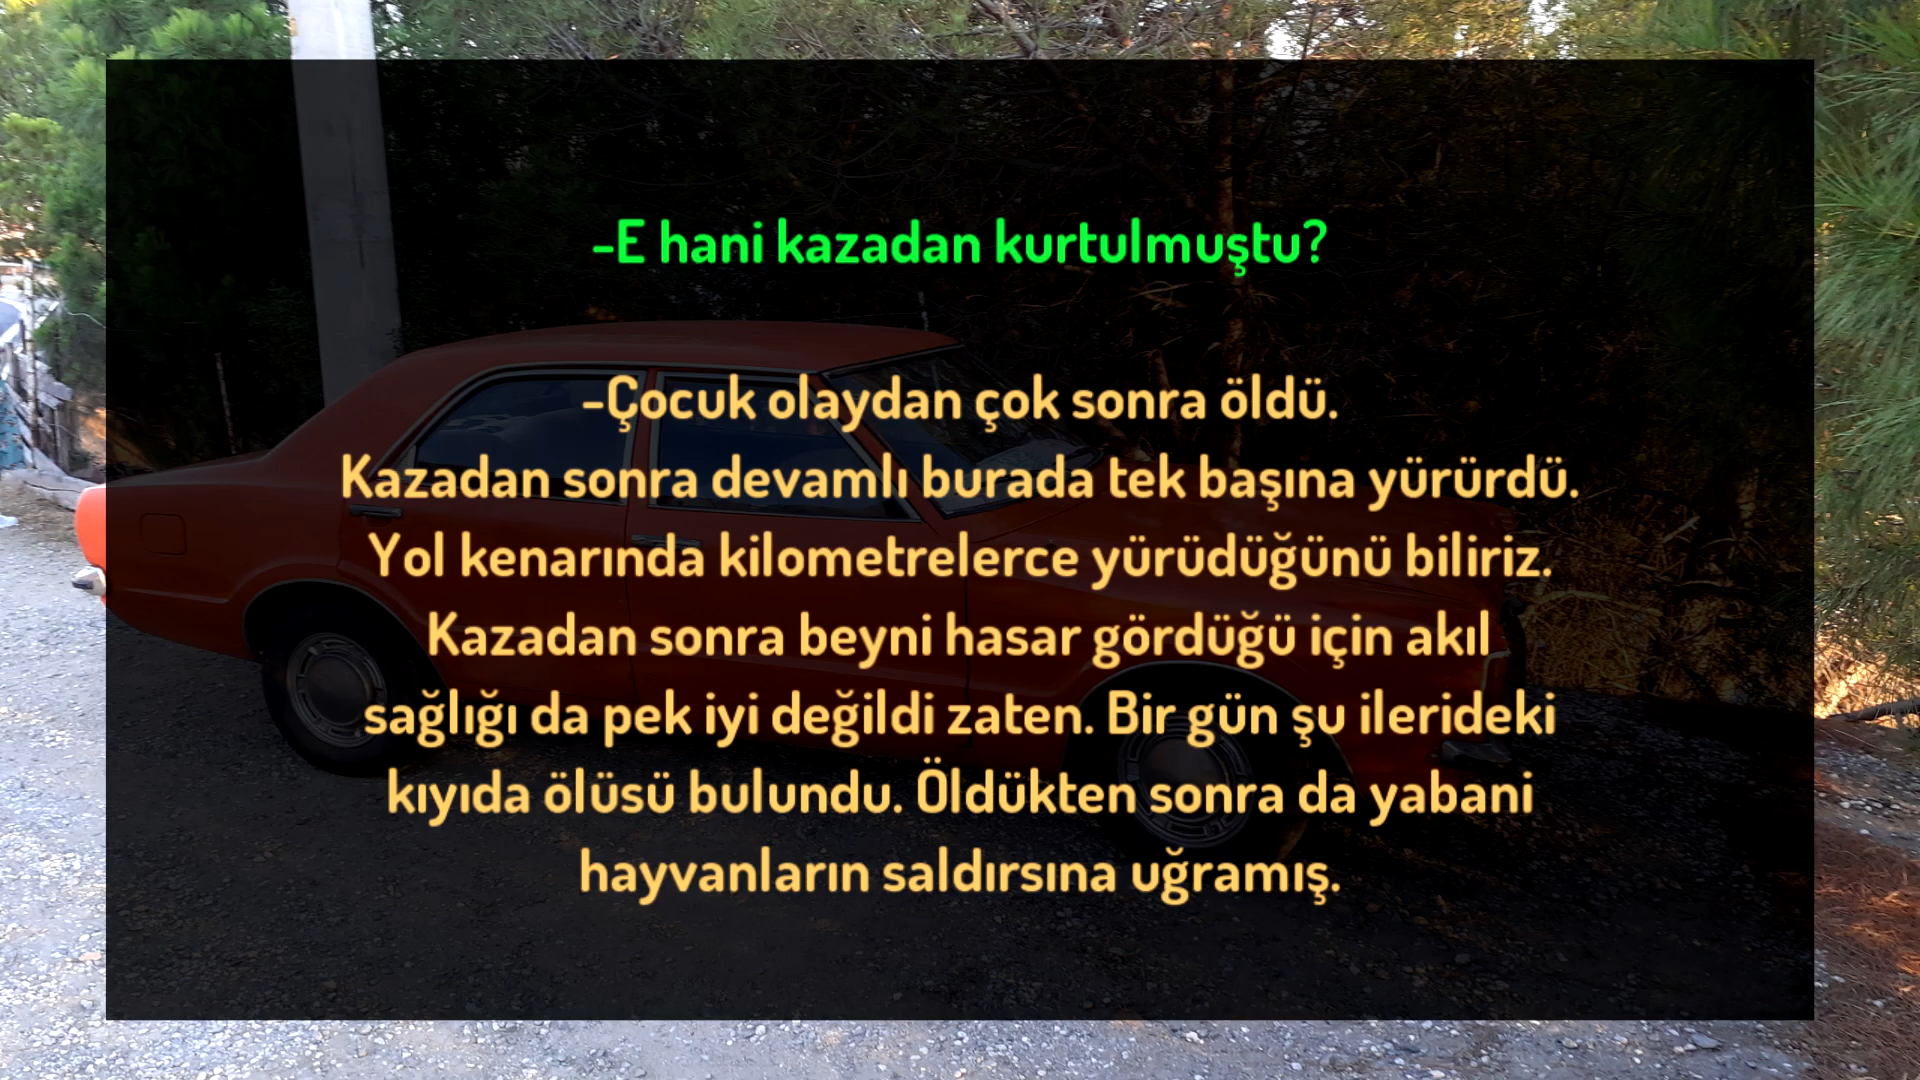 -E hani kazadan kurtulmuştu?
-Çocuk olaydan çok sonra öldü.
Kazadan sonra devamlı burada tek başına yürürdü.
Yol kenarında kilometrelerce yürüdüğünü biliriz.
Kazadan sonra beyni hasar gördüğü için akıl
sağlığı da pek iyi değildi zaten. Bir gün şu ilerideki
kıyıda ölüsü bulundu. Öldükten sonra da yabani
hayvanların saldırsına uğramış.